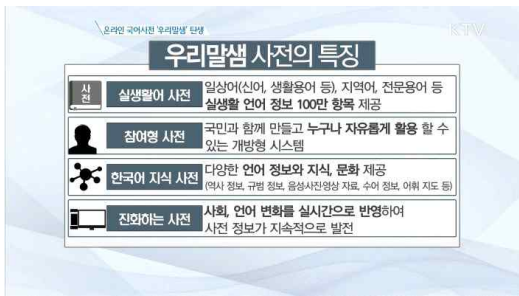 온라인 국어사전 '우리말샘' 탄생
KTV
우리말샘 사전의 특징
사전
실생활어 사전
일상어(신어, 생활용어 등), 지역어, 전문용어 등
실생활 언어 정보 100만 항목 제공
참여형 사전
국민과 함께 만들고 누구나 자유롭게 활용 할 수
있는 개방형 시스템
한국어 지식 사전
다양한 언어 정보와 지식, 문화 제공
(역사 정보, 규범 정보, 음성·사진·영상 자료, 수어 정보, 어휘 지도 등)
진화하는 사전
사회, 언어 변화를 실시간으로 반영하여
사전 정보가 지속적으로 발전